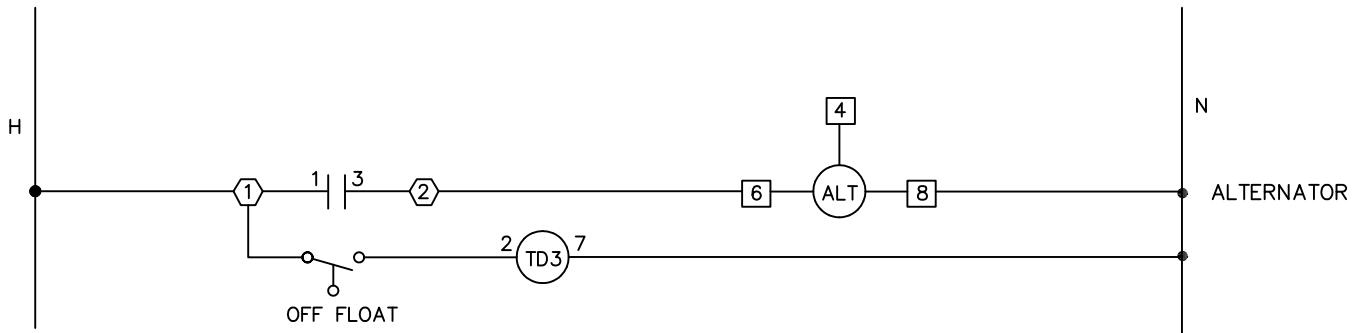 4
N
H
1 1 3 2 6 ALT 8 ALTERNATOR
2 TD3 7
OFF FLOAT